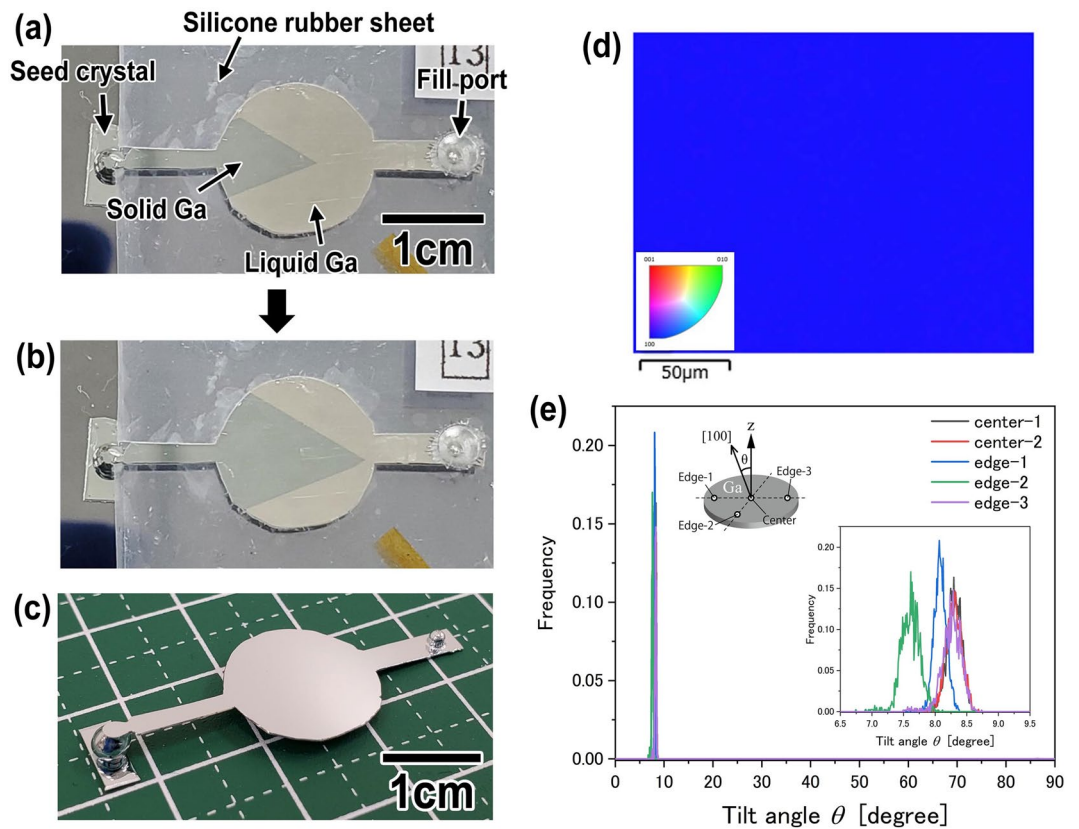 (a)
Silicone rubber sheet
Seed crystal
13
Fill port
Solid Ga
Liquid Ga
1cm
(b)
13
(c)
1cm
(d)
001
010
100
50μm
(e)
0.20
0.15
0.10
0.05
0.00
Frequency
0
10
20
30
40
50
60
70
80
90
Tilt angle θ [degree]
[100]
z
θ
Edge-1
Edge-3
Ga
Edge-2
Center
center-1
center-2
edge-1
edge-2
edge-3
0.20
0.15
0.10
0.05
0.00
Frequency
6.5
7.0
7.5
8.0
8.5
9.0
9.5
Tilt angle θ [degree]